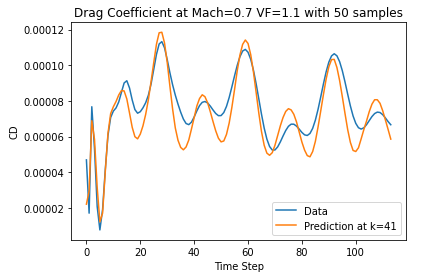 Drag Coefficient at Mach=0.7 VF=1.1 with 50 samples
0.00012
0.00010
0.00008
0.00006
0.00004
0.00002
CD
0
20
40
60
80
100
Time Step
Data
Prediction at k=41